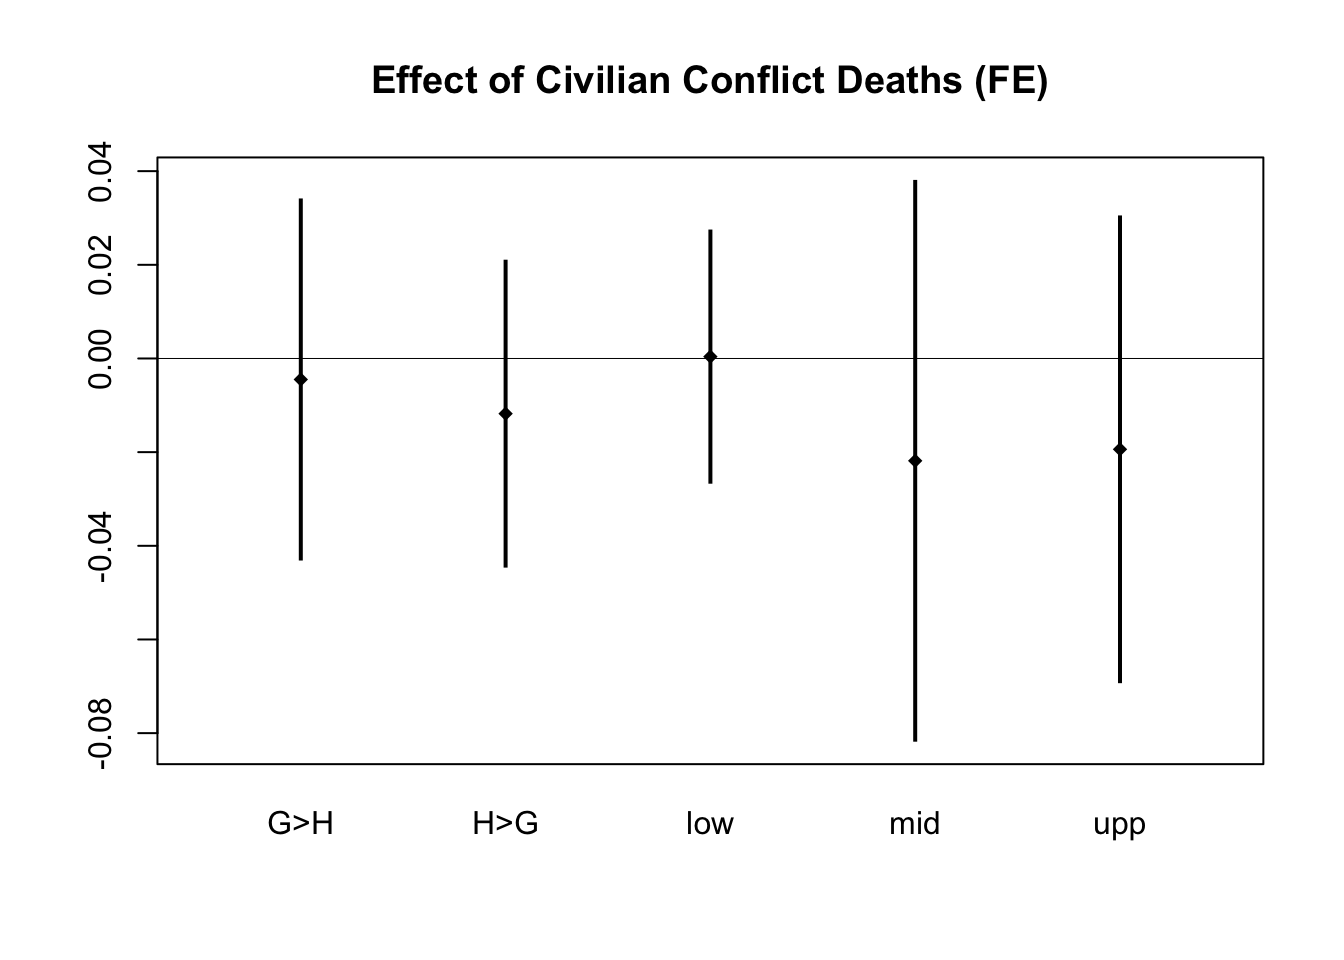 Effect of Civilian Conflict Deaths (FE)
0.04
0.02
0.00
-0.04
-0.08
G>H H>G low mid upp